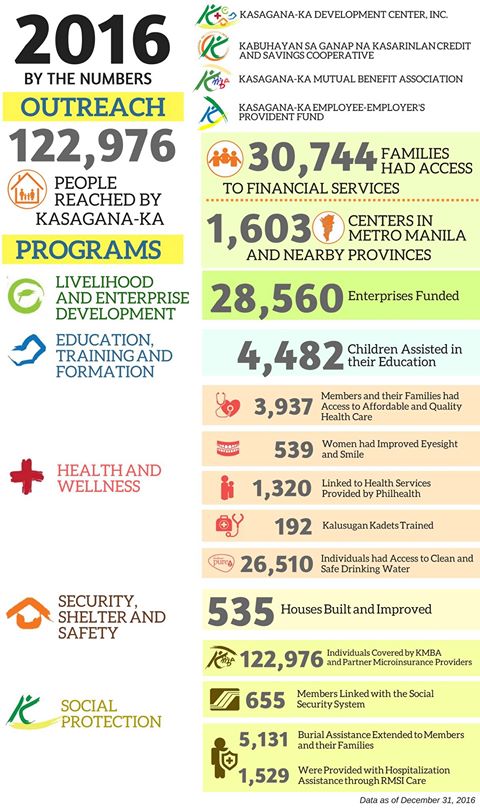 2016
BY THE NUMBERS
KASAGANA-KA DEVELOPMENT CENTER, INC.
KABUHAYAN SA GANAP NA KASARINLAN CREDIT
AND SAVINGS COOPERATIVE
KASAGANA-KA MUTUAL BENEFIT ASSOCIATION
KASAGANA-KA EMPLOYEE-EMPLOYER'S
PROVIDENT FUND
OUTREACH
122,976
PEOPLE
REACHED BY
KASAGANA-KA
30,744 FAMILIES
HAD ACCESS
TO FINANCIAL SERVICES
1,603 CENTERS IN
METRO MANILA
AND NEARBY PROVINCES
PROGRAMS
LIVELIHOOD
AND ENTERPRISE
DEVELOPMENT
28,560 Enterprises Funded
EDUCATION,
TRAINING AND
FORMATION
4,482 Children Assisted in
their Education
HEALTH AND
WELLNESS
3,937 Members and their Families had
Access to Affordable and Quality
Health Care
539 Women had Improved Eyesight
and Smile
1,320 Linked to Health Services
Provided by Philhealth
192 Kalusugan Kadets Trained
26,510 Individuals had Access to Clean and
Safe Drinking Water
SECURITY,
SHELTER AND
SAFETY
535 Houses Built and Improved
SOCIAL
PROTECTION
KMBA
122,976 Individuals Covered by KMBA
and Partner Microinsurance Providers
655 Members Linked with the Social
Security System
5,131 Burial Assistance Extended to Members
and their Families
1,529 Were Provided with Hospitalization
Assistance through RMSI Care
Data as of December 31, 2016